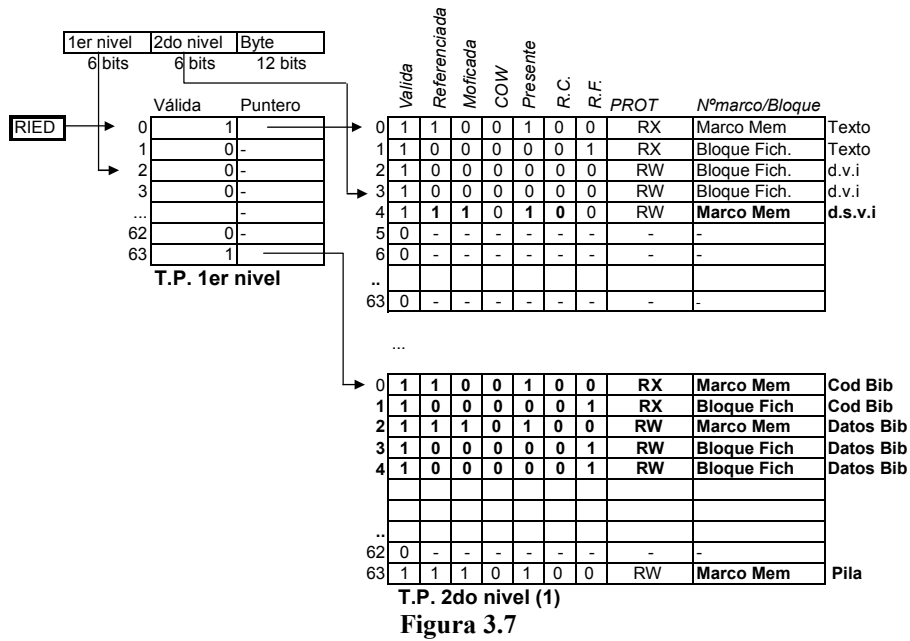 1er nivel 2do nivel Byte
6 bits 6 bits 12 bits
Valida Referenciada Moficada COW Presente R.C. R.F. PROT Nºmarco/Bloque
Válida Puntero
RIED
0 1
1 0 -
2 0 -
3 0 -
... -
62 0 -
63 1
T.P. 1er nivel
0 1 1 0 0 1 0 0 RX Marco Mem Texto
1 1 0 0 0 0 0 1 RX Bloque Fich. Texto
2 1 0 0 0 0 0 0 RW Bloque Fich. d.v.i
3 1 0 0 0 0 0 0 RW Bloque Fich. d.v.i
4 1 1 1 0 1 0 0 RW Marco Mem d.s.v.i
5 0 - - - - - - - -
6 0 - - - - - - - -
..
63 0 - - - - - - - -
...
0 1 1 0 0 1 0 0 RX Marco Mem Cod Bib
1 1 0 0 0 0 0 1 RX Bloque Fich Cod Bib
2 1 1 1 0 1 0 0 RW Marco Mem Datos Bib
3 1 0 0 0 0 0 1 RW Bloque Fich Datos Bib
4 1 0 0 0 0 0 1 RW Bloque Fich Datos Bib
..
62 0 - - - - - - - -
63 1 1 1 0 1 0 0 RW Marco Mem Pila
T.P. 2do nivel (1)
Figura 3.7